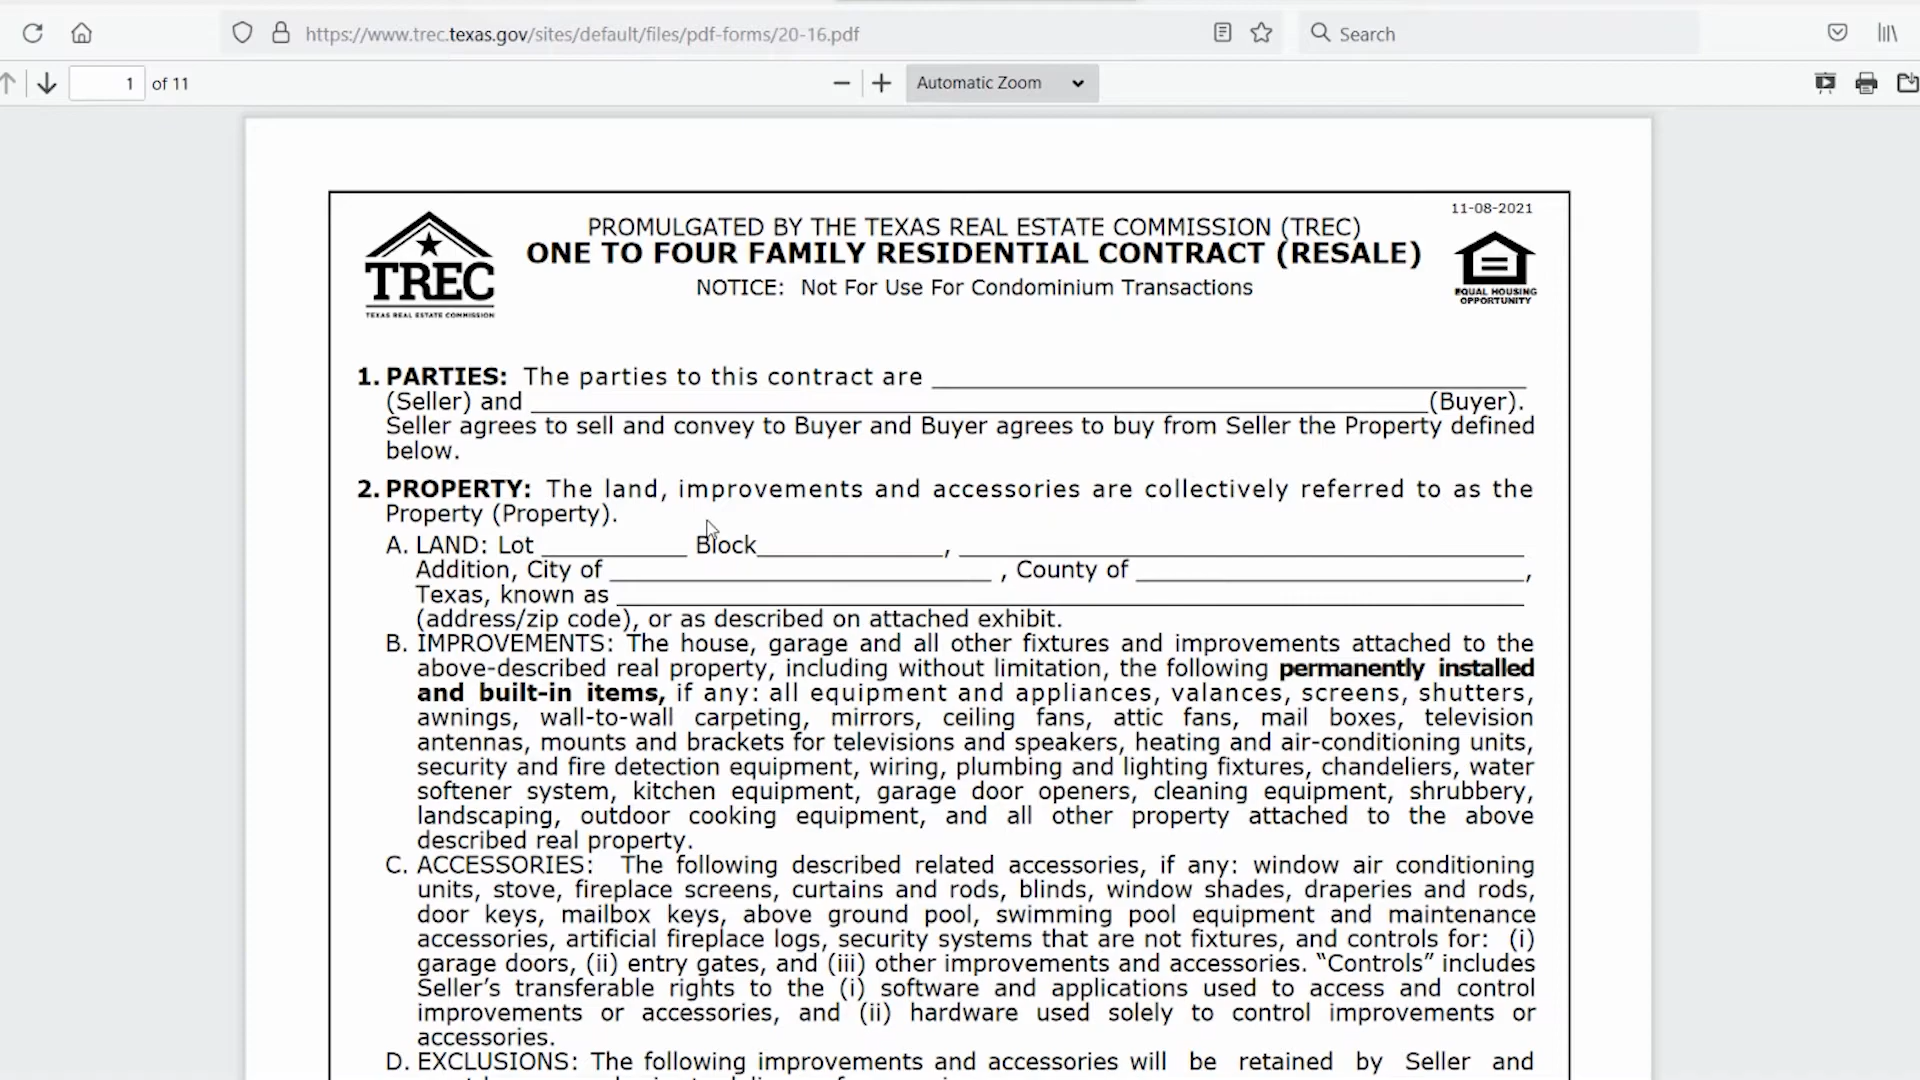 https://www.trec.texas.gov/sites/default/files/pdf-forms/20-16.pdf
Search
1 of 11
Automatic Zoom
11-08-2021
TREC
TEXAS REAL ESTATE COMMISSION
PROMULGATED BY THE TEXAS REAL ESTATE COMMISSION (TREC)
ONE TO FOUR FAMILY RESIDENTIAL CONTRACT (RESALE)
NOTICE: Not For Use For Condominium Transactions
EQUAL HOUSING
OPPORTUNITY
1. PARTIES: The parties to this contract are
(Seller) and (Buyer).
Seller agrees to sell and convey to Buyer and Buyer agrees to buy from Seller the Property defined
below.
2. PROPERTY: The land, improvements and accessories are collectively referred to as the
Property (Property).
A. LAND: Lot Block ,
Addition, City of , County of ,
Texas, known as
(address/zip code), or as described on attached exhibit.
B. IMPROVEMENTS: The house, garage and all other fixtures and improvements attached to the
above-described real property, including without limitation, the following permanently installed
and built-in items, if any: all equipment and appliances, valances, screens, shutters,
awnings, wall-to-wall carpeting, mirrors, ceiling fans, attic fans, mail boxes, television
antennas, mounts and brackets for televisions and speakers, heating and air-conditioning units,
security and fire detection equipment, wiring, plumbing and lighting fixtures, chandeliers, water
softener system, kitchen equipment, garage door openers, cleaning equipment, shrubbery,
landscaping, outdoor cooking equipment, and all other property attached to the above
described real property.
C. ACCESSORIES: The following described related accessories, if any: window air conditioning
units, stove, fireplace screens, curtains and rods, blinds, window shades, draperies and rods,
door keys, mailbox keys, above ground pool, swimming pool equipment and maintenance
accessories, artificial fireplace logs, security systems that are not fixtures, and controls for: (i)
garage doors, (ii) entry gates, and (iii) other improvements and accessories. “Controls” includes
Seller’s transferable rights to the (i) software and applications used to access and control
improvements or accessories, and (ii) hardware used solely to control improvements or
accessories.
D. EXCLUSIONS: The following improvements and accessories will be retained by Seller and